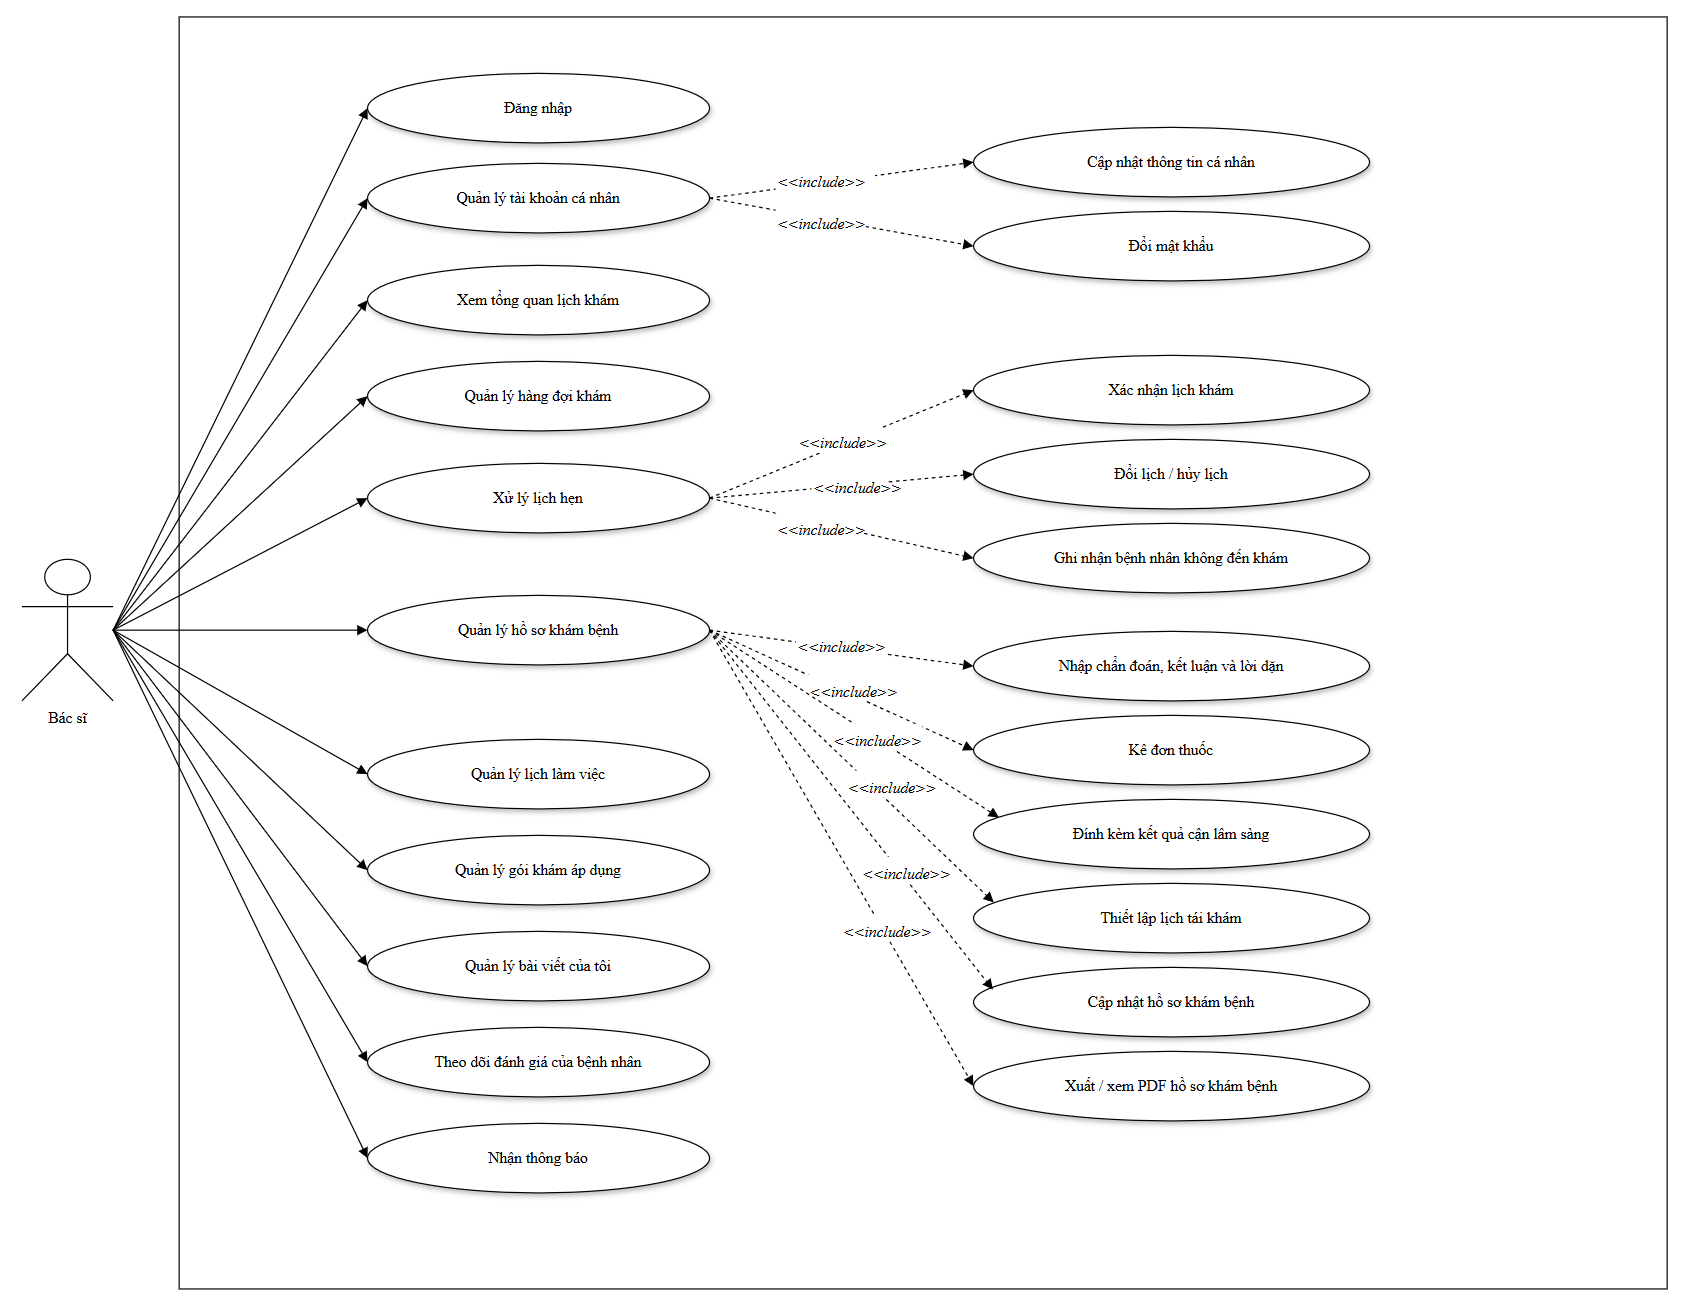 Đăng nhập
Quản lý tài khoản cá nhân
Xem tổng quan lịch khám
Quản lý hàng đợi khám
Xử lý lịch hẹn
Quản lý hồ sơ khám bệnh
Quản lý lịch làm việc
Quản lý gói khám áp dụng
Quản lý bài viết của tôi
Theo dõi đánh giá của bệnh nhân
Nhận thông báo
Bác sĩ
<<include>>
<<include>>
<<include>>
<<include>>
<<include>>
<<include>>
<<include>>
<<include>>
<<include>>
<<include>>
<<include>>
Cập nhật thông tin cá nhân
Đổi mật khẩu
Xác nhận lịch khám
Đổi lịch / hủy lịch
Ghi nhận bệnh nhân không đến khám
Nhập chẩn đoán, kết luận và lời dặn
Kê đơn thuốc
Đính kèm kết quả cận lâm sàng
Thiết lập lịch tái khám
Cập nhật hồ sơ khám bệnh
Xuất / xem PDF hồ sơ khám bệnh